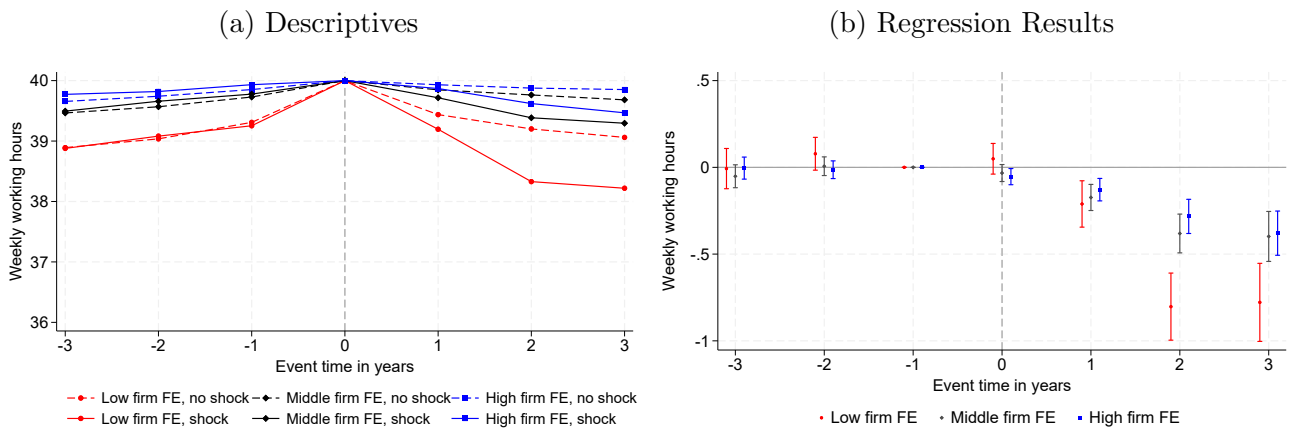 (a) Descriptives
40
39
38
37
36
Weekly working hours
-3 -2 -1 0 1 2 3
Event time in years
Low firm FE, no shock Middle firm FE, no shock High firm FE, no shock
Low firm FE, shock Middle firm FE, shock High firm FE, shock
(b) Regression Results
.5
0
-.5
-1
Weekly working hours
-3 -2 -1 0 1 2 3
Event time in years
Low firm FE Middle firm FE High firm FE